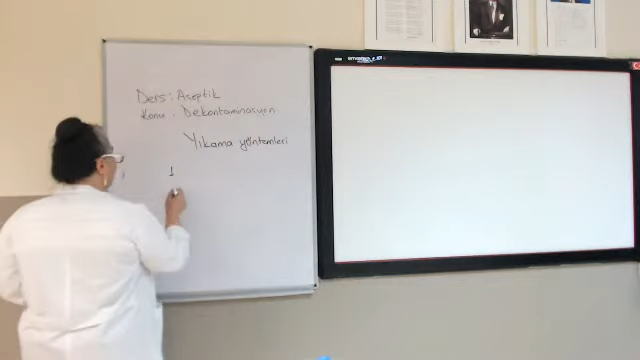 Ders: Aseptik
Konu: Dekontaminasyon
Yıkama yöntemleri
1